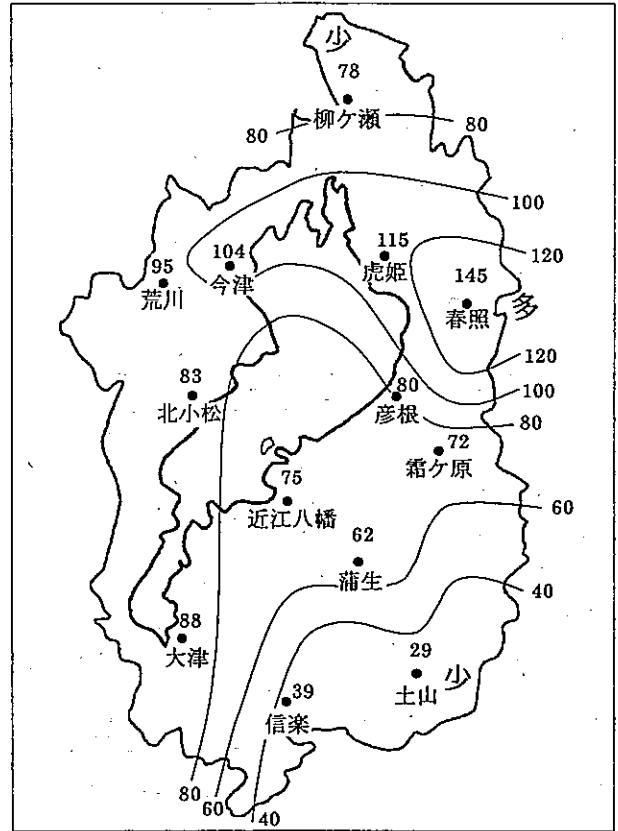 少
78
柳ケ瀬
80
80
100
104
今津
95
荒川
115
虎姫
120
145
春照
多
120
100
83
北小松
80
彦根
80
72
霜ケ原
75
近江八幡
60
62
蒲生
40
88
大津
29
土山
少
39
信楽
80
60
40